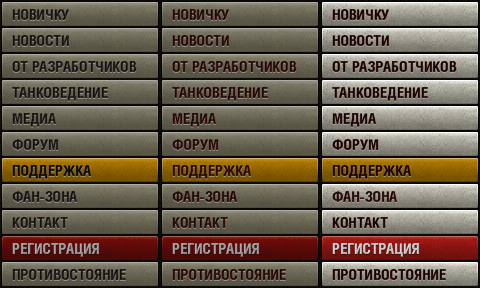 НОВИЧКУ НОВИЧКУ НОВИЧКУ
НОВОСТИ НОВОСТИ НОВОСТИ
ОТ РАЗРАБОТЧИКОВ ОТ РАЗРАБОТЧИКОВ ОТ РАЗРАБОТЧИКОВ
ТАНКОВЕДЕНИЕ ТАНКОВЕДЕНИЕ ТАНКОВЕДЕНИЕ
МЕДИА МЕДИА МЕДИА
ФОРУМ ФОРУМ ФОРУМ
ПОДДЕРЖКА ПОДДЕРЖКА ПОДДЕРЖКА
ФАН-ЗОНА ФАН-ЗОНА ФАН-ЗОНА
КОНТАКТ КОНТАКТ КОНТАКТ
РЕГИСТРАЦИЯ РЕГИСТРАЦИЯ РЕГИСТРАЦИЯ
ПРОТИВОСТОЯНИЕ ПРОТИВОСТОЯНИЕ ПРОТИВОСТОЯНИЕ